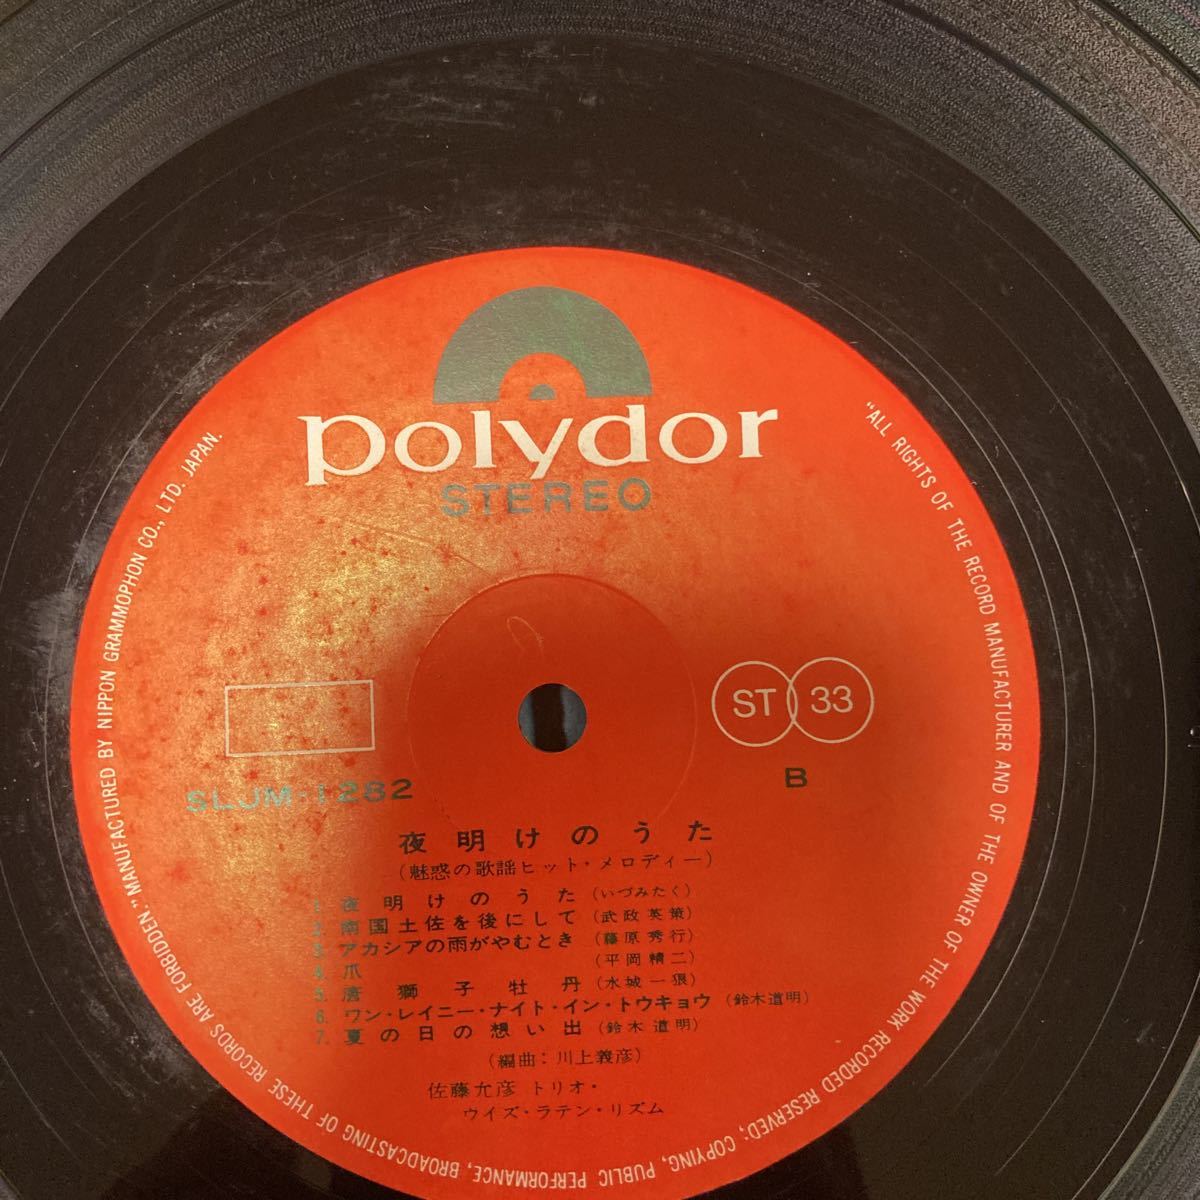 polydor
STEREO
ST 33
SLJM-1282
B
夜明けのうた
(魅惑の歌謡ヒット・メロディー)
1. 夜明けのうた (いづみたく)
2. 南国土佐を後にして (武政英策)
3. アカシアの雨がやむとき (藤原秀行)
4. 爪 (平岡精二)
5. 唐獅子牡丹 (水城一狼)
6. ワン・レイニー・ナイト・イン・トウキョウ (鈴木道明)
7. 夏の日の想い出 (鈴木道明)
(編曲:川上義彦)
佐藤允彦トリオ・
ウイズ・ラテン・リズム
"ALL RIGHTS OF THE RECORD MANUFACTURER AND OF THE OWNER OF THE WORK RECORDED RESERVED; COPYING, PUBLIC PERFORMANCE, BROADCASTING OF THESE RECORDS ARE FORBIDDEN." MANUFACTURED BY NIPPON GRAMMOPHON CO., LTD. JAPAN.